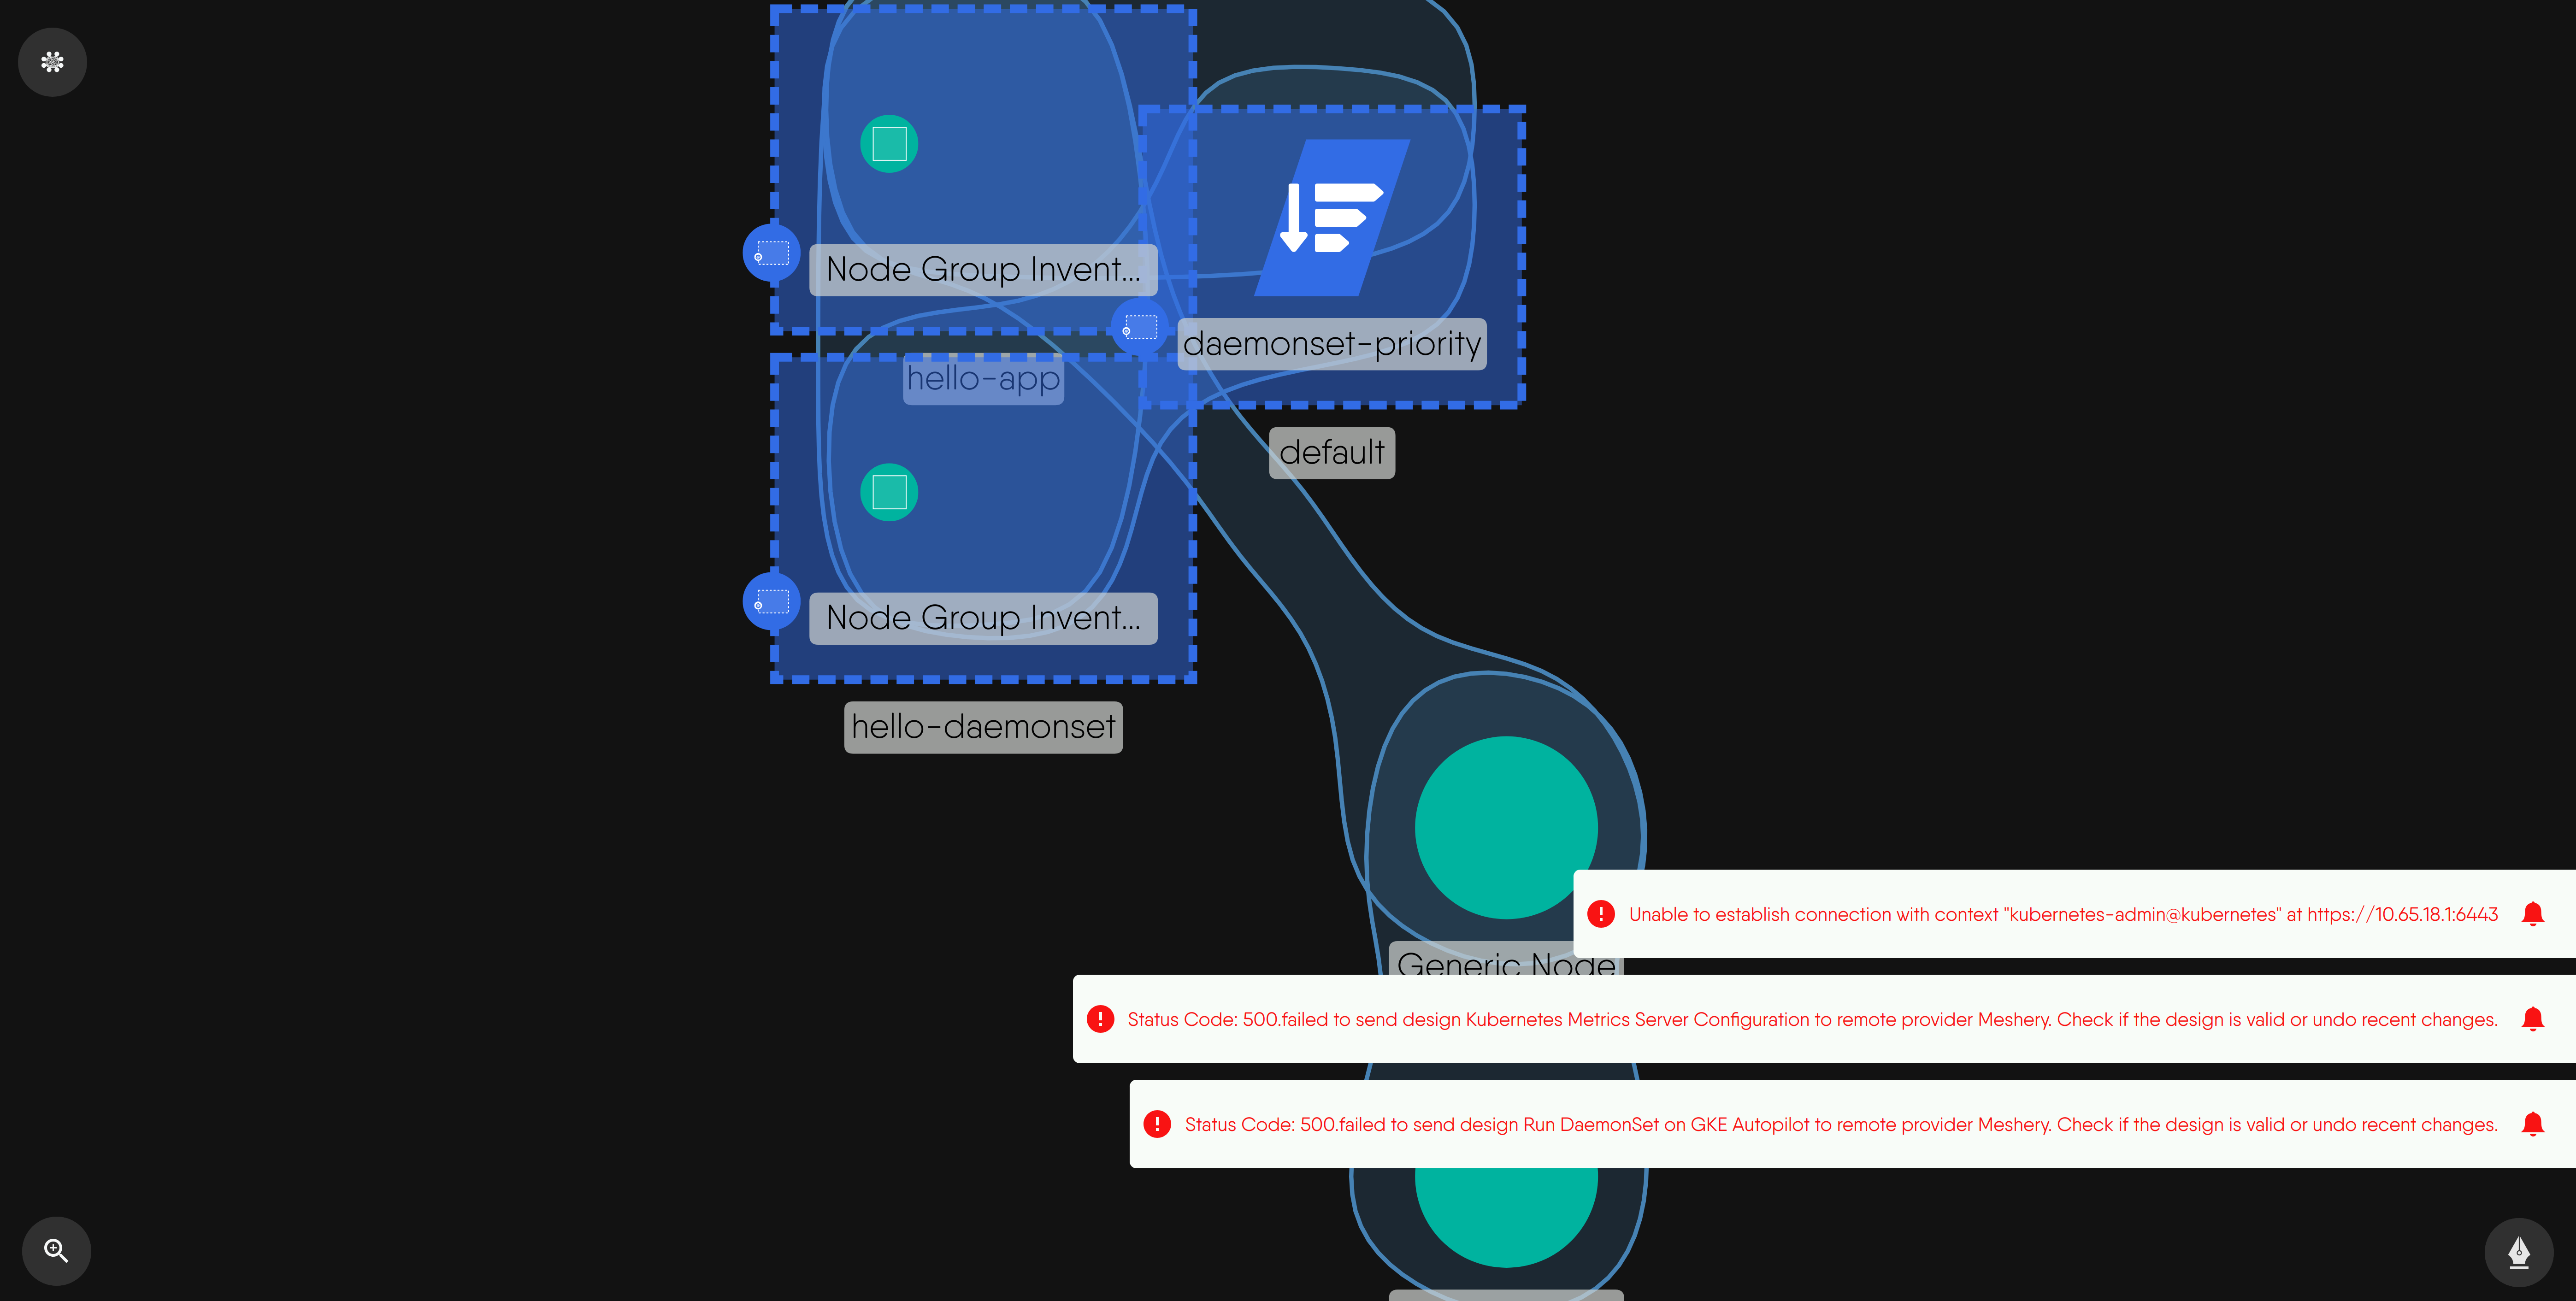 Node Group Invent...
daemonset-priority
hello-app
default
Node Group Invent...
hello-daemonset
Unable to establish connection with context "kubernetes-admin@kubernetes" at https://10.65.18.1:6443
Generic Node
Status Code: 500.failed to send design Kubernetes Metrics Server Configuration to remote provider Meshery. Check if the design is valid or undo recent changes.
Status Code: 500.failed to send design Run DaemonSet on GKE Autopilot to remote provider Meshery. Check if the design is valid or undo recent changes.